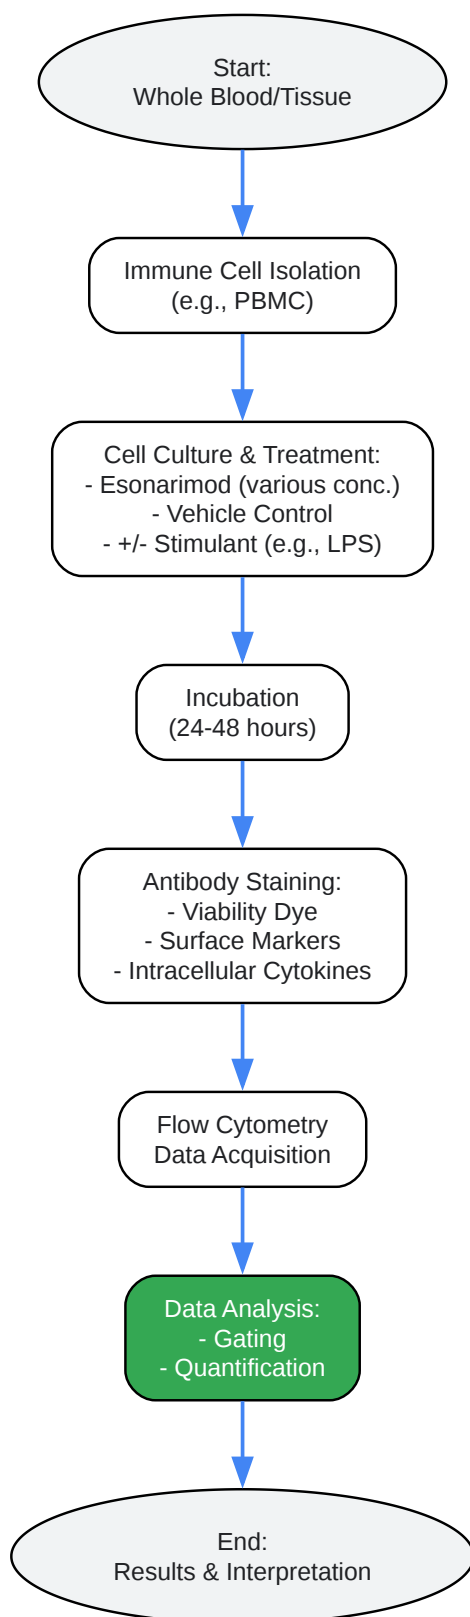 Start:
Whole Blood/Tissue
Immune Cell Isolation
(e.g., PBMC)
Cell Culture & Treatment:
- Esonarimod (various conc.)
- Vehicle Control
- +/- Stimulant (e.g., LPS)
Incubation
(24-48 hours)
Antibody Staining:
- Viability Dye
- Surface Markers
- Intracellular Cytokines
Flow Cytometry
Data Acquisition
Data Analysis:
- Gating
- Quantification
End:
Results & Interpretation